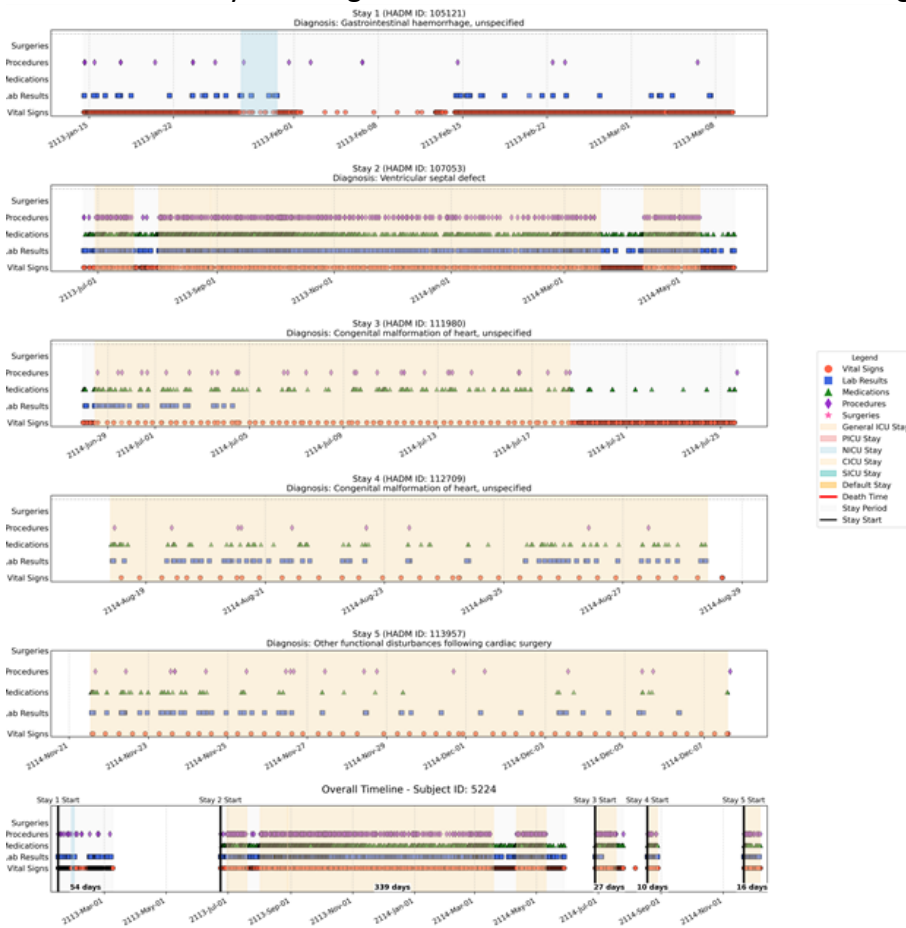 Stay 1 (HADM ID: 105121)
Diagnosis: Gastrointestinal haemorrhage, unspecified
Surgeries
Procedures
Medications
Lab Results
Vital Signs
2113-Jan-15
2113-Jan-22
2113-Feb-01
2113-Feb-08
2113-Feb-15
2113-Feb-22
2113-Mar-01
2113-Mar-08
Stay 2 (HADM ID: 107053)
Diagnosis: Ventricular septal defect
Surgeries
Procedures
Medications
Lab Results
Vital Signs
2113-Jul-01
2113-Sep-01
2113-Nov-01
2114-Jan-01
2114-Mar-01
2114-May-01
Stay 3 (HADM ID: 111980)
Diagnosis: Congenital malformation of heart, unspecified
Surgeries
Procedures
Medications
Lab Results
Vital Signs
2114-Jun-29
2114-Jul-01
2114-Jul-05
2114-Jul-09
2114-Jul-13
2114-Jul-17
2114-Jul-21
2114-Jul-25
Legend
Vital Signs
Lab Results
Medications
Procedures
Surgeries
General ICU Stay
PICU Stay
NICU Stay
CICU Stay
SICU Stay
Default Stay
Death Time
Stay Period
Stay Start
Stay 4 (HADM ID: 112709)
Diagnosis: Congenital malformation of heart, unspecified
Surgeries
Procedures
Medications
Lab Results
Vital Signs
2114-Aug-19
2114-Aug-21
2114-Aug-23
2114-Aug-25
2114-Aug-27
2114-Aug-29
Stay 5 (HADM ID: 113957)
Diagnosis: Other functional disturbances following cardiac surgery
Surgeries
Procedures
Medications
Lab Results
Vital Signs
2114-Nov-21
2114-Nov-23
2114-Nov-25
2114-Nov-27
2114-Nov-29
2114-Dec-01
2114-Dec-03
2114-Dec-05
2114-Dec-07
Overall Timeline - Subject ID: 5224
Stay 1 Start
Stay 2 Start
Stay 3 Start
Stay 4 Start
Stay 5 Start
Surgeries
Procedures
Medications
Lab Results
Vital Signs
54 days
339 days
27 days
10 days
16 days
2113-Mar-01
2113-May-01
2113-Jul-01
2113-Sep-01
2113-Nov-01
2114-Jan-01
2114-Mar-01
2114-May-01
2114-Jul-01
2114-Sep-01
2114-Nov-01